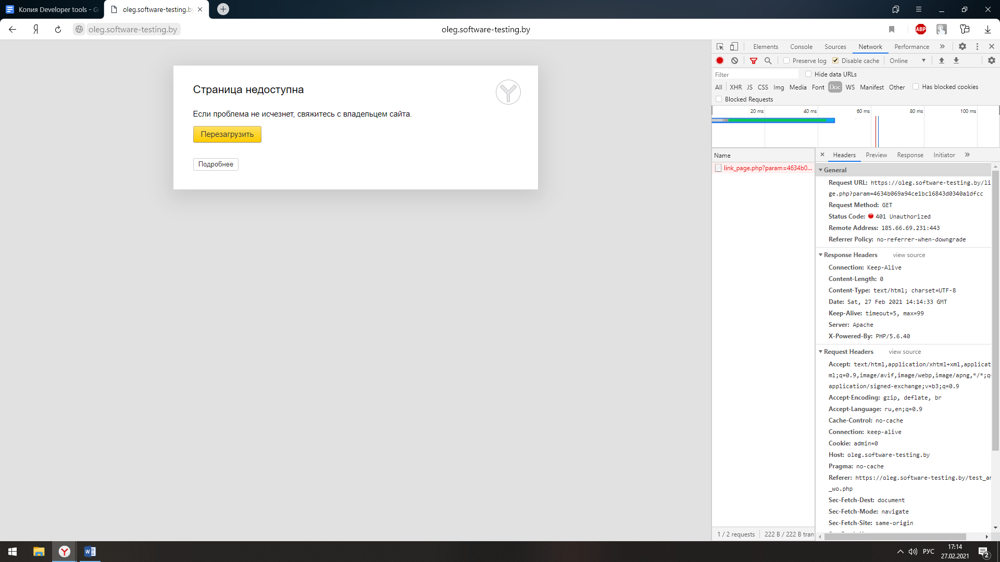 Копия Developer tools - G
oleg.software-testing.by
oleg.software-testing.by
oleg.software-testing.by
ABP
Страница недоступна
Если проблема не исчезнет, свяжитесь с владельцем сайта.
Перезагрузить
Подробнее
Elements Console Sources Network Performance
Preserve log Disable cache Online
Filter
Hide data URLs
All XHR JS CSS Img Media Font Doc WS Manifest Other Has blocked cookies
Blocked Requests
20 ms 40 ms 60 ms 80 ms 100 ms
Name
link_page.php?param=4634b0...
Headers Preview Response Initiator
General
Request URL: https://oleg.software-testing.by/li
ge.php?param=4634b069a94ce1bc16843d0340a1dfcc
Request Method: GET
Status Code: 401 Unauthorized
Remote Address: 185.66.69.231:443
Referrer Policy: no-referrer-when-downgrade
Response Headers view source
Connection: Keep-Alive
Content-Length: 0
Content-Type: text/html; charset=UTF-8
Date: Sat, 27 Feb 2021 14:14:33 GMT
Keep-Alive: timeout=5, max=99
Server: Apache
X-Powered-By: PHP/5.6.40
Request Headers view source
Accept: text/html,application/xhtml+xml,applicat
ml;q=0.9,image/avif,image/webp,image/apng,*/*;q=
application/signed-exchange;v=b3;q=0.9
Accept-Encoding: gzip, deflate, br
Accept-Language: ru,en;q=0.9
Cache-Control: no-cache
Connection: keep-alive
Cookie: admin=0
Host: oleg.software-testing.by
Pragma: no-cache
Referer: https://oleg.software-testing.by/test_an
_wo.php
Sec-Fetch-Dest: document
Sec-Fetch-Mode: navigate
Sec-Fetch-Site: same-origin
1 / 2 requests 222 B / 222 B tran
РУС
17:14
27.02.2021
2